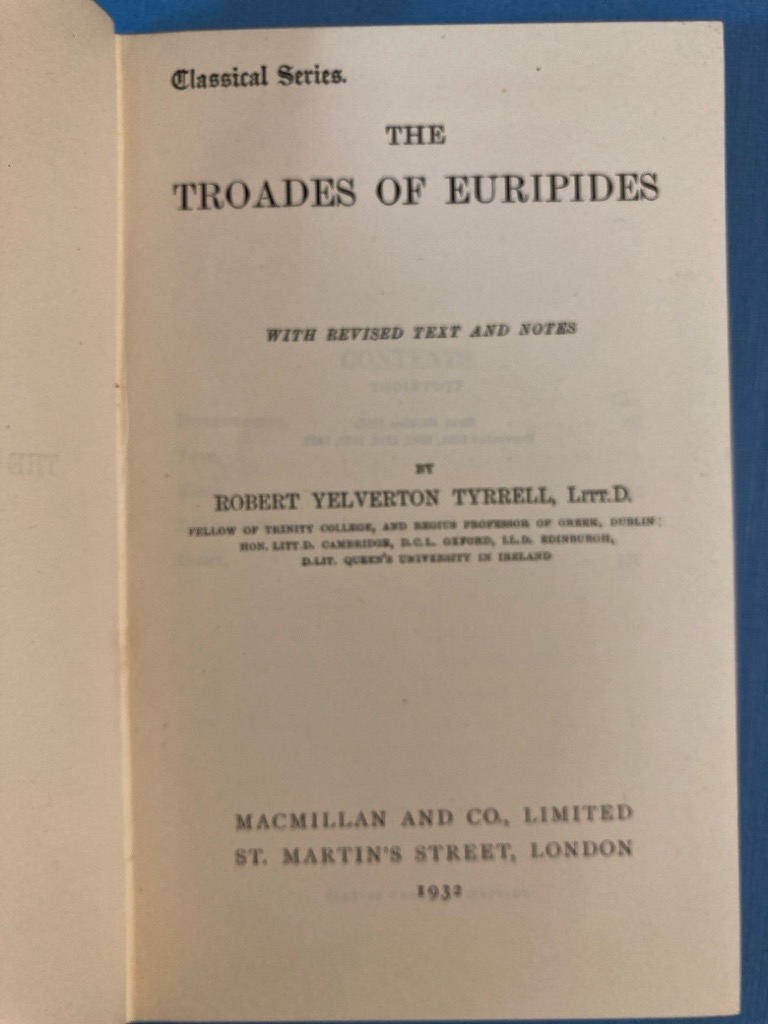 Classical Series.
THE
TROADES OF EURIPIDES
WITH REVISED TEXT AND NOTES
BY
ROBERT YELVERTON TYRRELL, LITT.D.
FELLOW OF TRINITY COLLEGE, AND REGIUS PROFESSOR OF GREEK, DUBLIN;
HON. LITT.D. CAMBRIDGE, D.C.L. OXFORD, LL.D. EDINBURGH,
D.LIT. QUEEN'S UNIVERSITY IN IRELAND
MACMILLAN AND CO., LIMITED
ST. MARTIN'S STREET, LONDON
1932